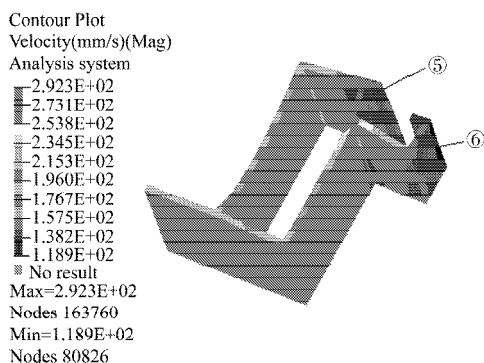 Contour Plot
Velocity(mm/s)(Mag)
Analysis system
2.923E+02
2.731E+02
2.538E+02
2.345E+02
2.153E+02
1.960E+02
1.767E+02
1.575E+02
1.382E+02
1.189E+02
No result
Max=2.923E+02
Nodes 163760
Min=1.189E+02
Nodes 80826
⑤
⑥